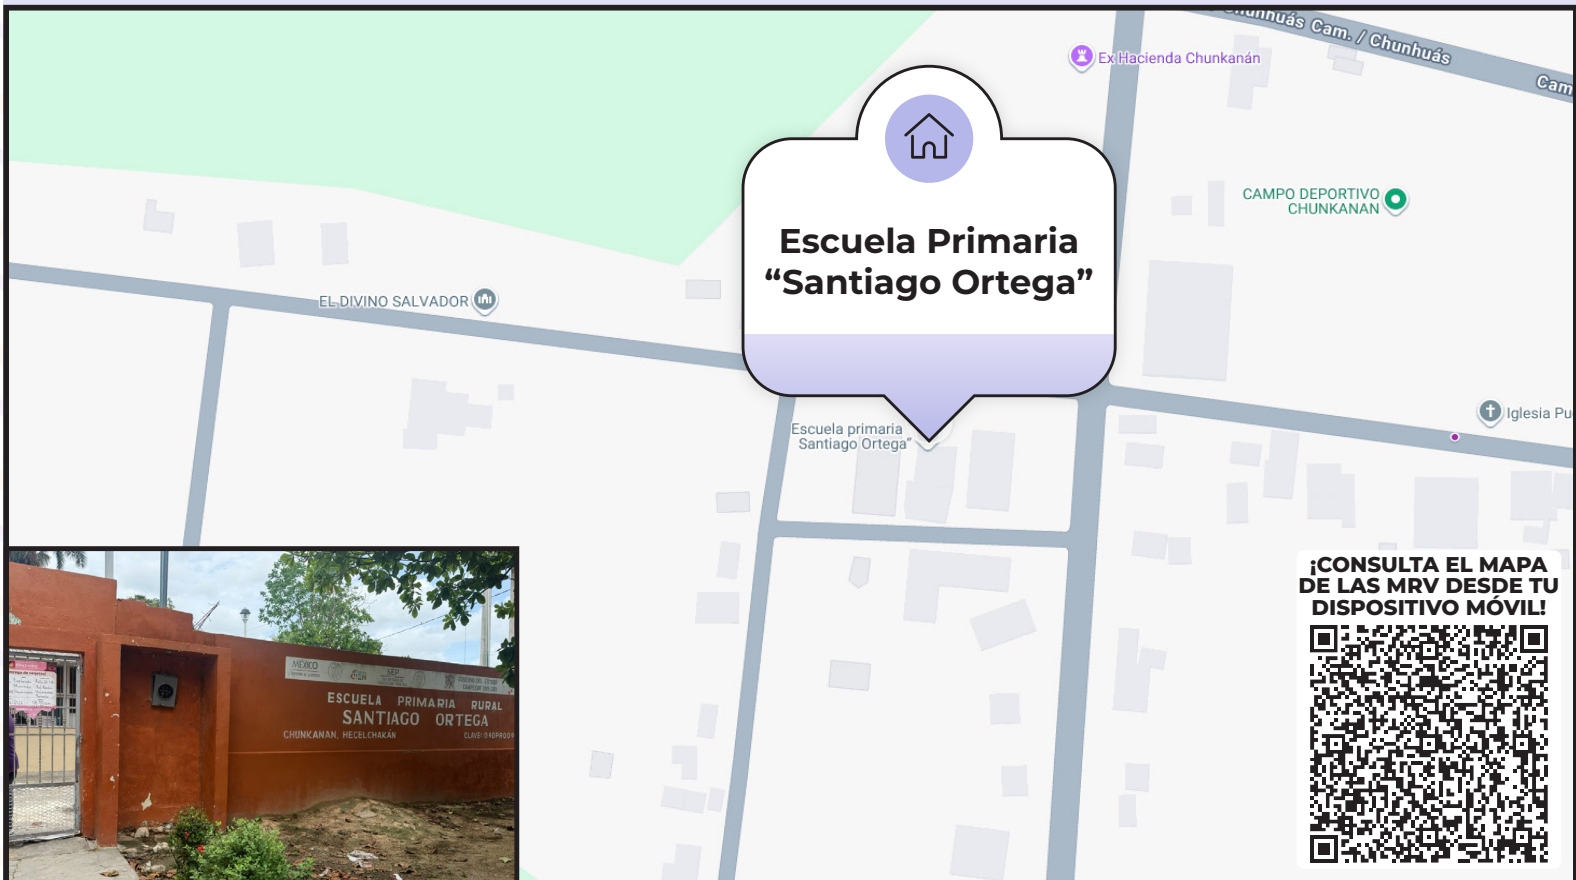 Chunhuás Cam. / Chunhuás
Cam
Ex Hacienda Chunkanán
CAMPO DEPORTIVO
CHUNKANAN
Escuela Primaria
“Santiago Ortega”
EL DIVINO SALVADOR
Iglesia Pu
Escuela primaria
Santiago Ortega"
¡CONSULTA EL MAPA
DE LAS MRV DESDE TU
DISPOSITIVO MÓVIL!
MÉXICO
SEP
ESCUELA PRIMARIA RURAL
SANTIAGO ORTEGA
CHUNKANAN, HECELCHAKÁN